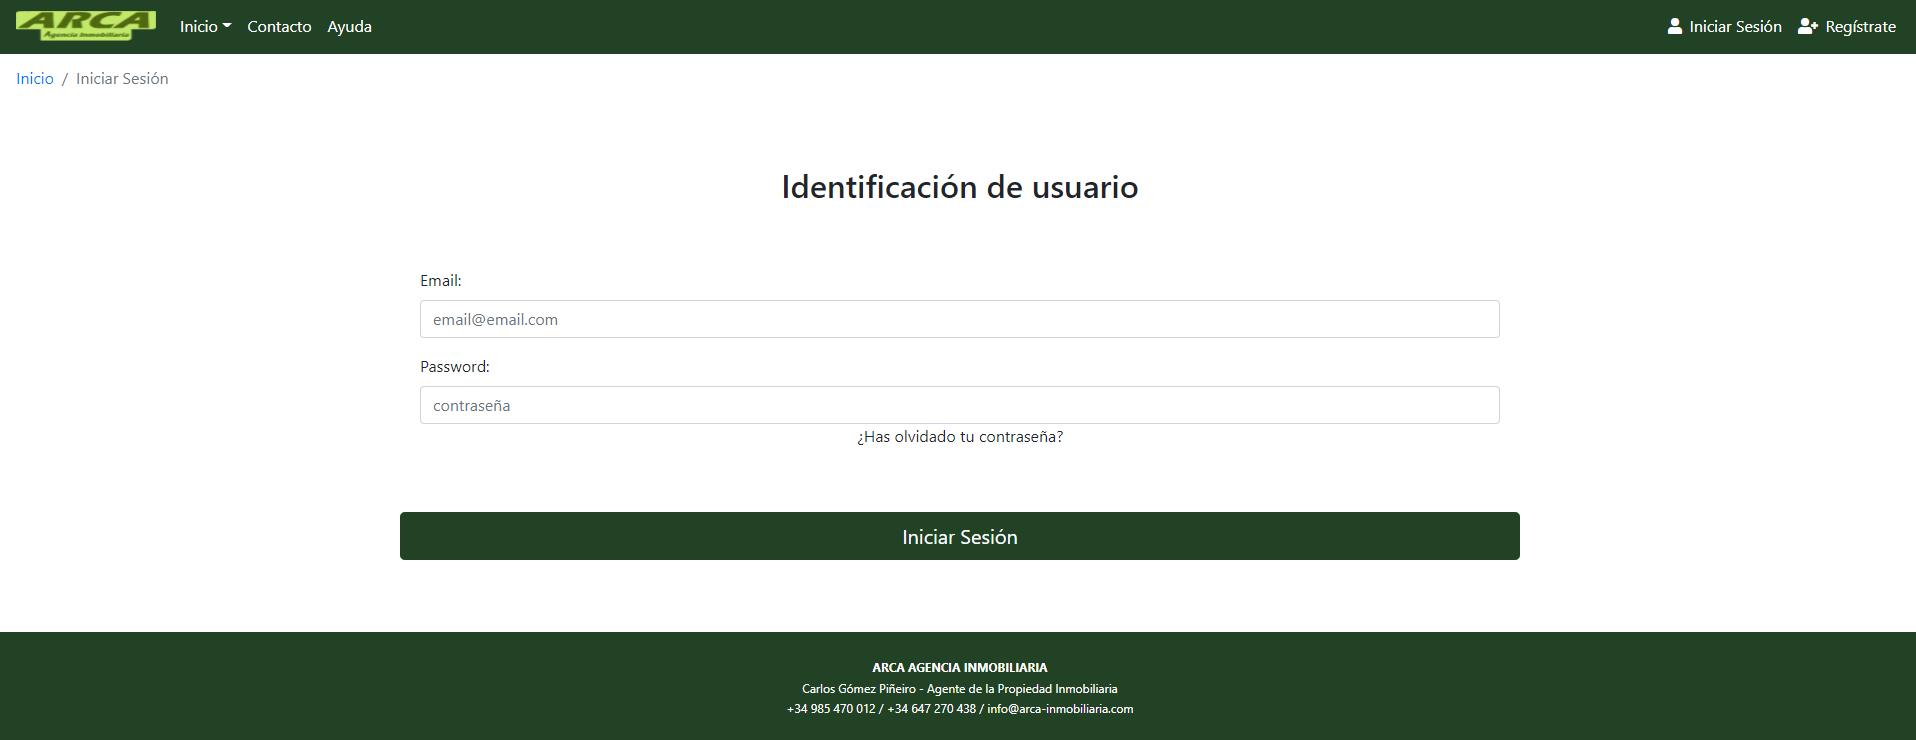 ARCA
Agencia Inmobiliaria
Inicio Contacto Ayuda
Iniciar Sesión Regístrate
Inicio / Iniciar Sesión
Identificación de usuario
Email:
email@email.com
Password:
contraseña
¿Has olvidado tu contraseña?
Iniciar Sesión
ARCA AGENCIA INMOBILIARIA
Carlos Gómez Piñeiro - Agente de la Propiedad Inmobiliaria
+34 985 470 012 / +34 647 270 438 / info@arca-inmobiliaria.com